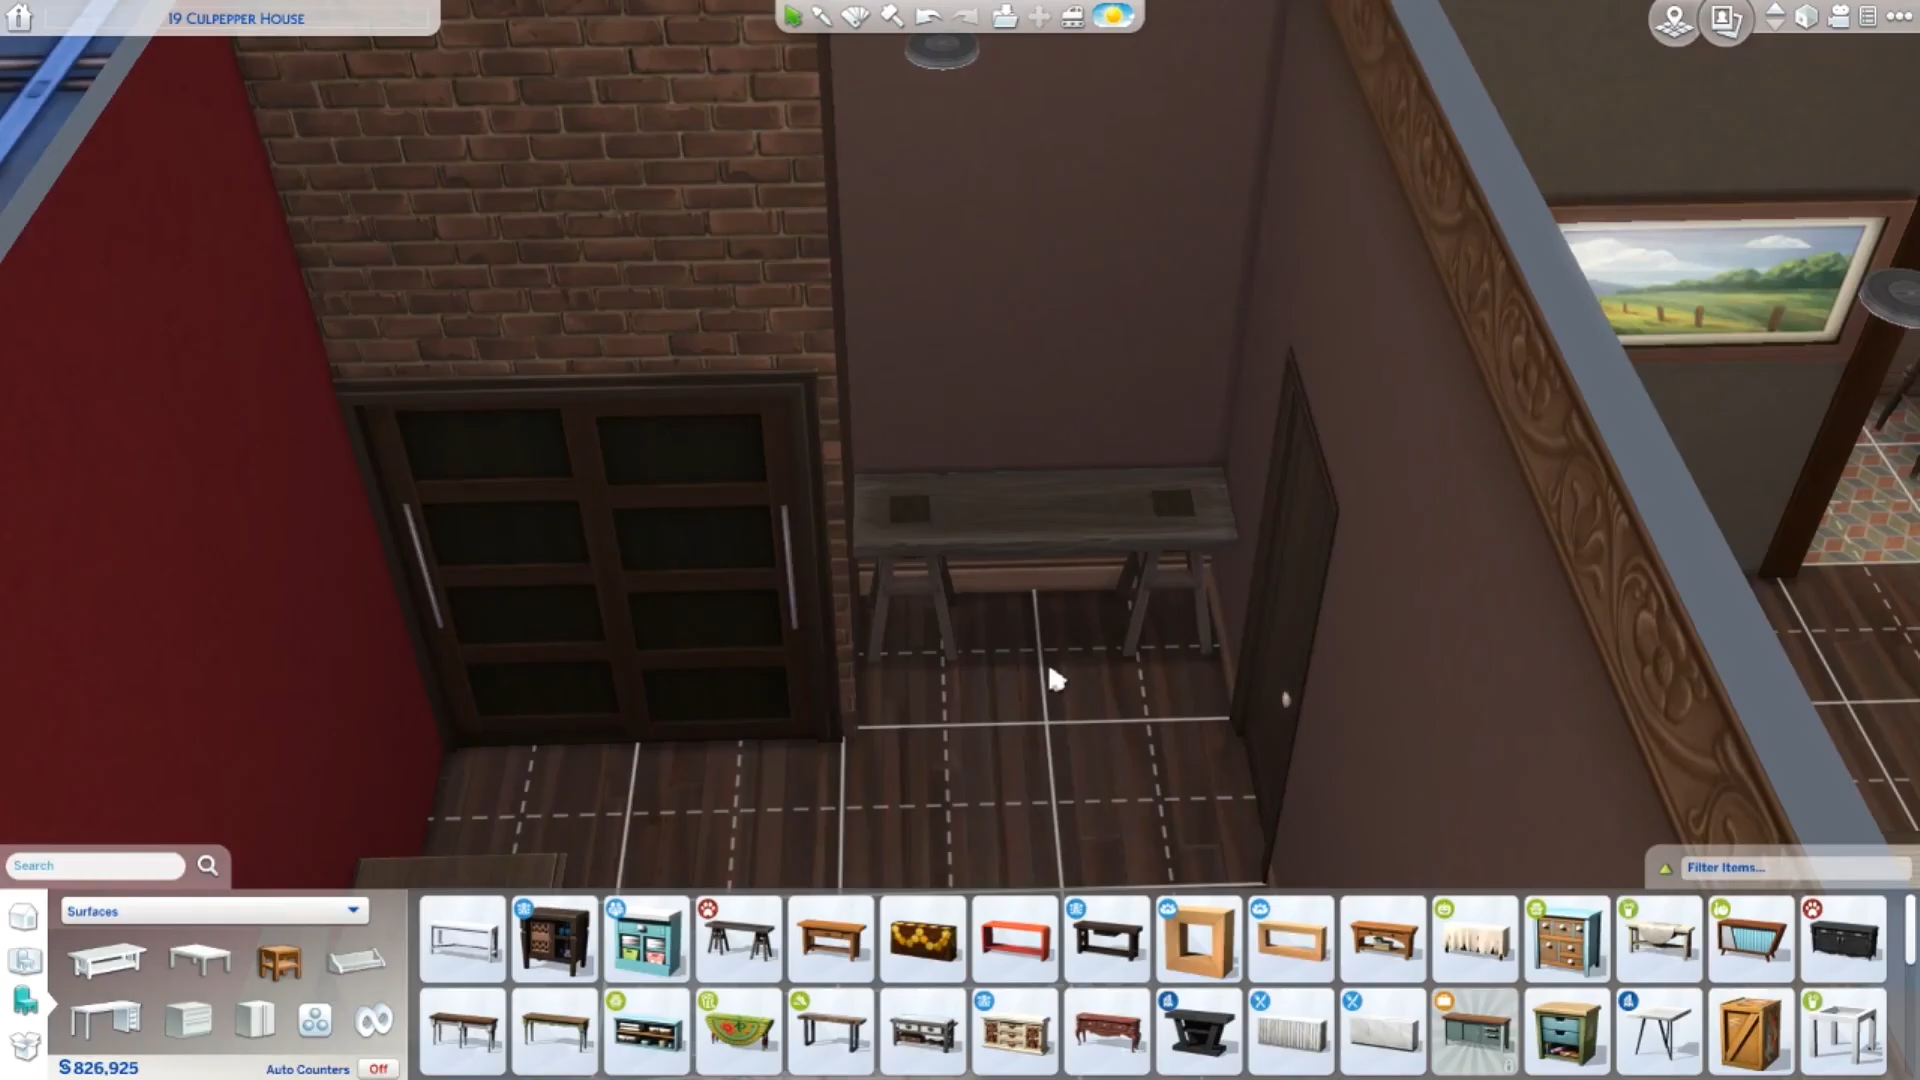 19 Culpepper House
Search
Filter Items...
Surfaces
§826,925
Auto Counters Off